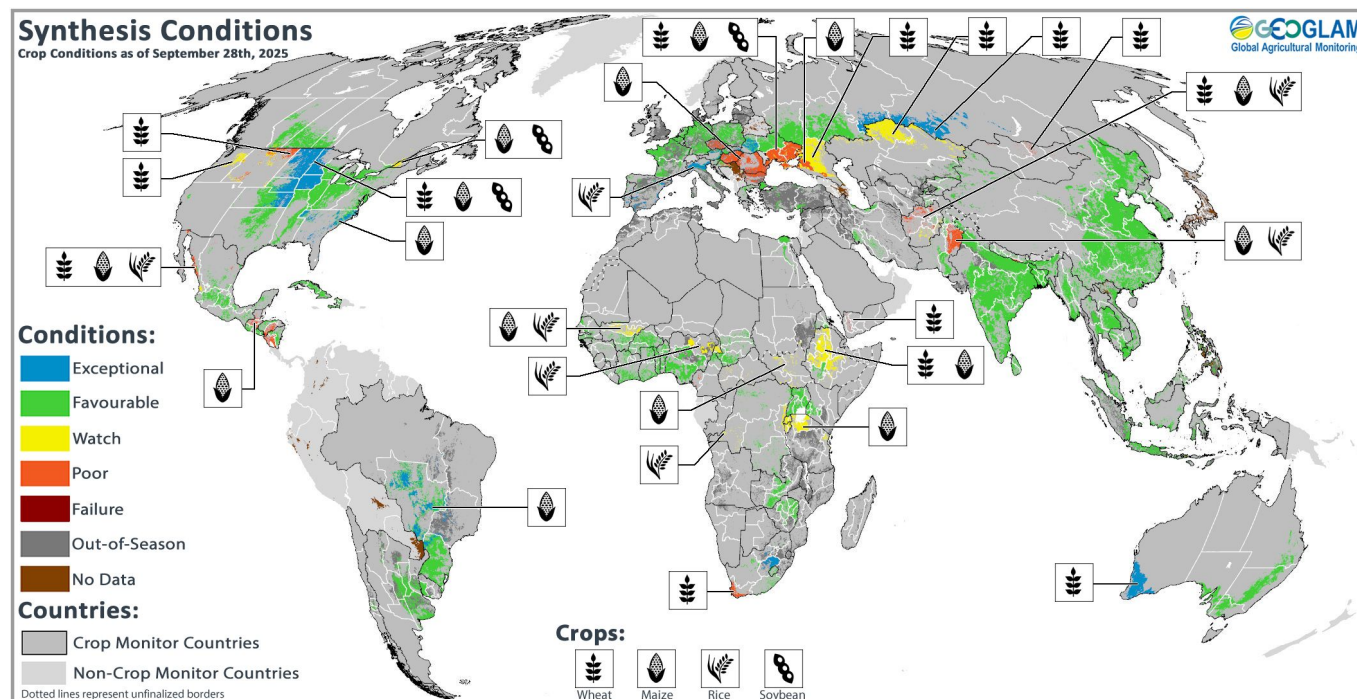 Synthesis Conditions
Crop Conditions as of September 28th, 2025
GEOGLAM
Global Agricultural Monitoring
Conditions:
Exceptional
Favourable
Watch
Poor
Failure
Out-of-Season
No Data
Countries:
Crop Monitor Countries
Non-Crop Monitor Countries
Dotted lines represent unfinalized borders
Crops:
Wheat
Maize
Rice
Soybean